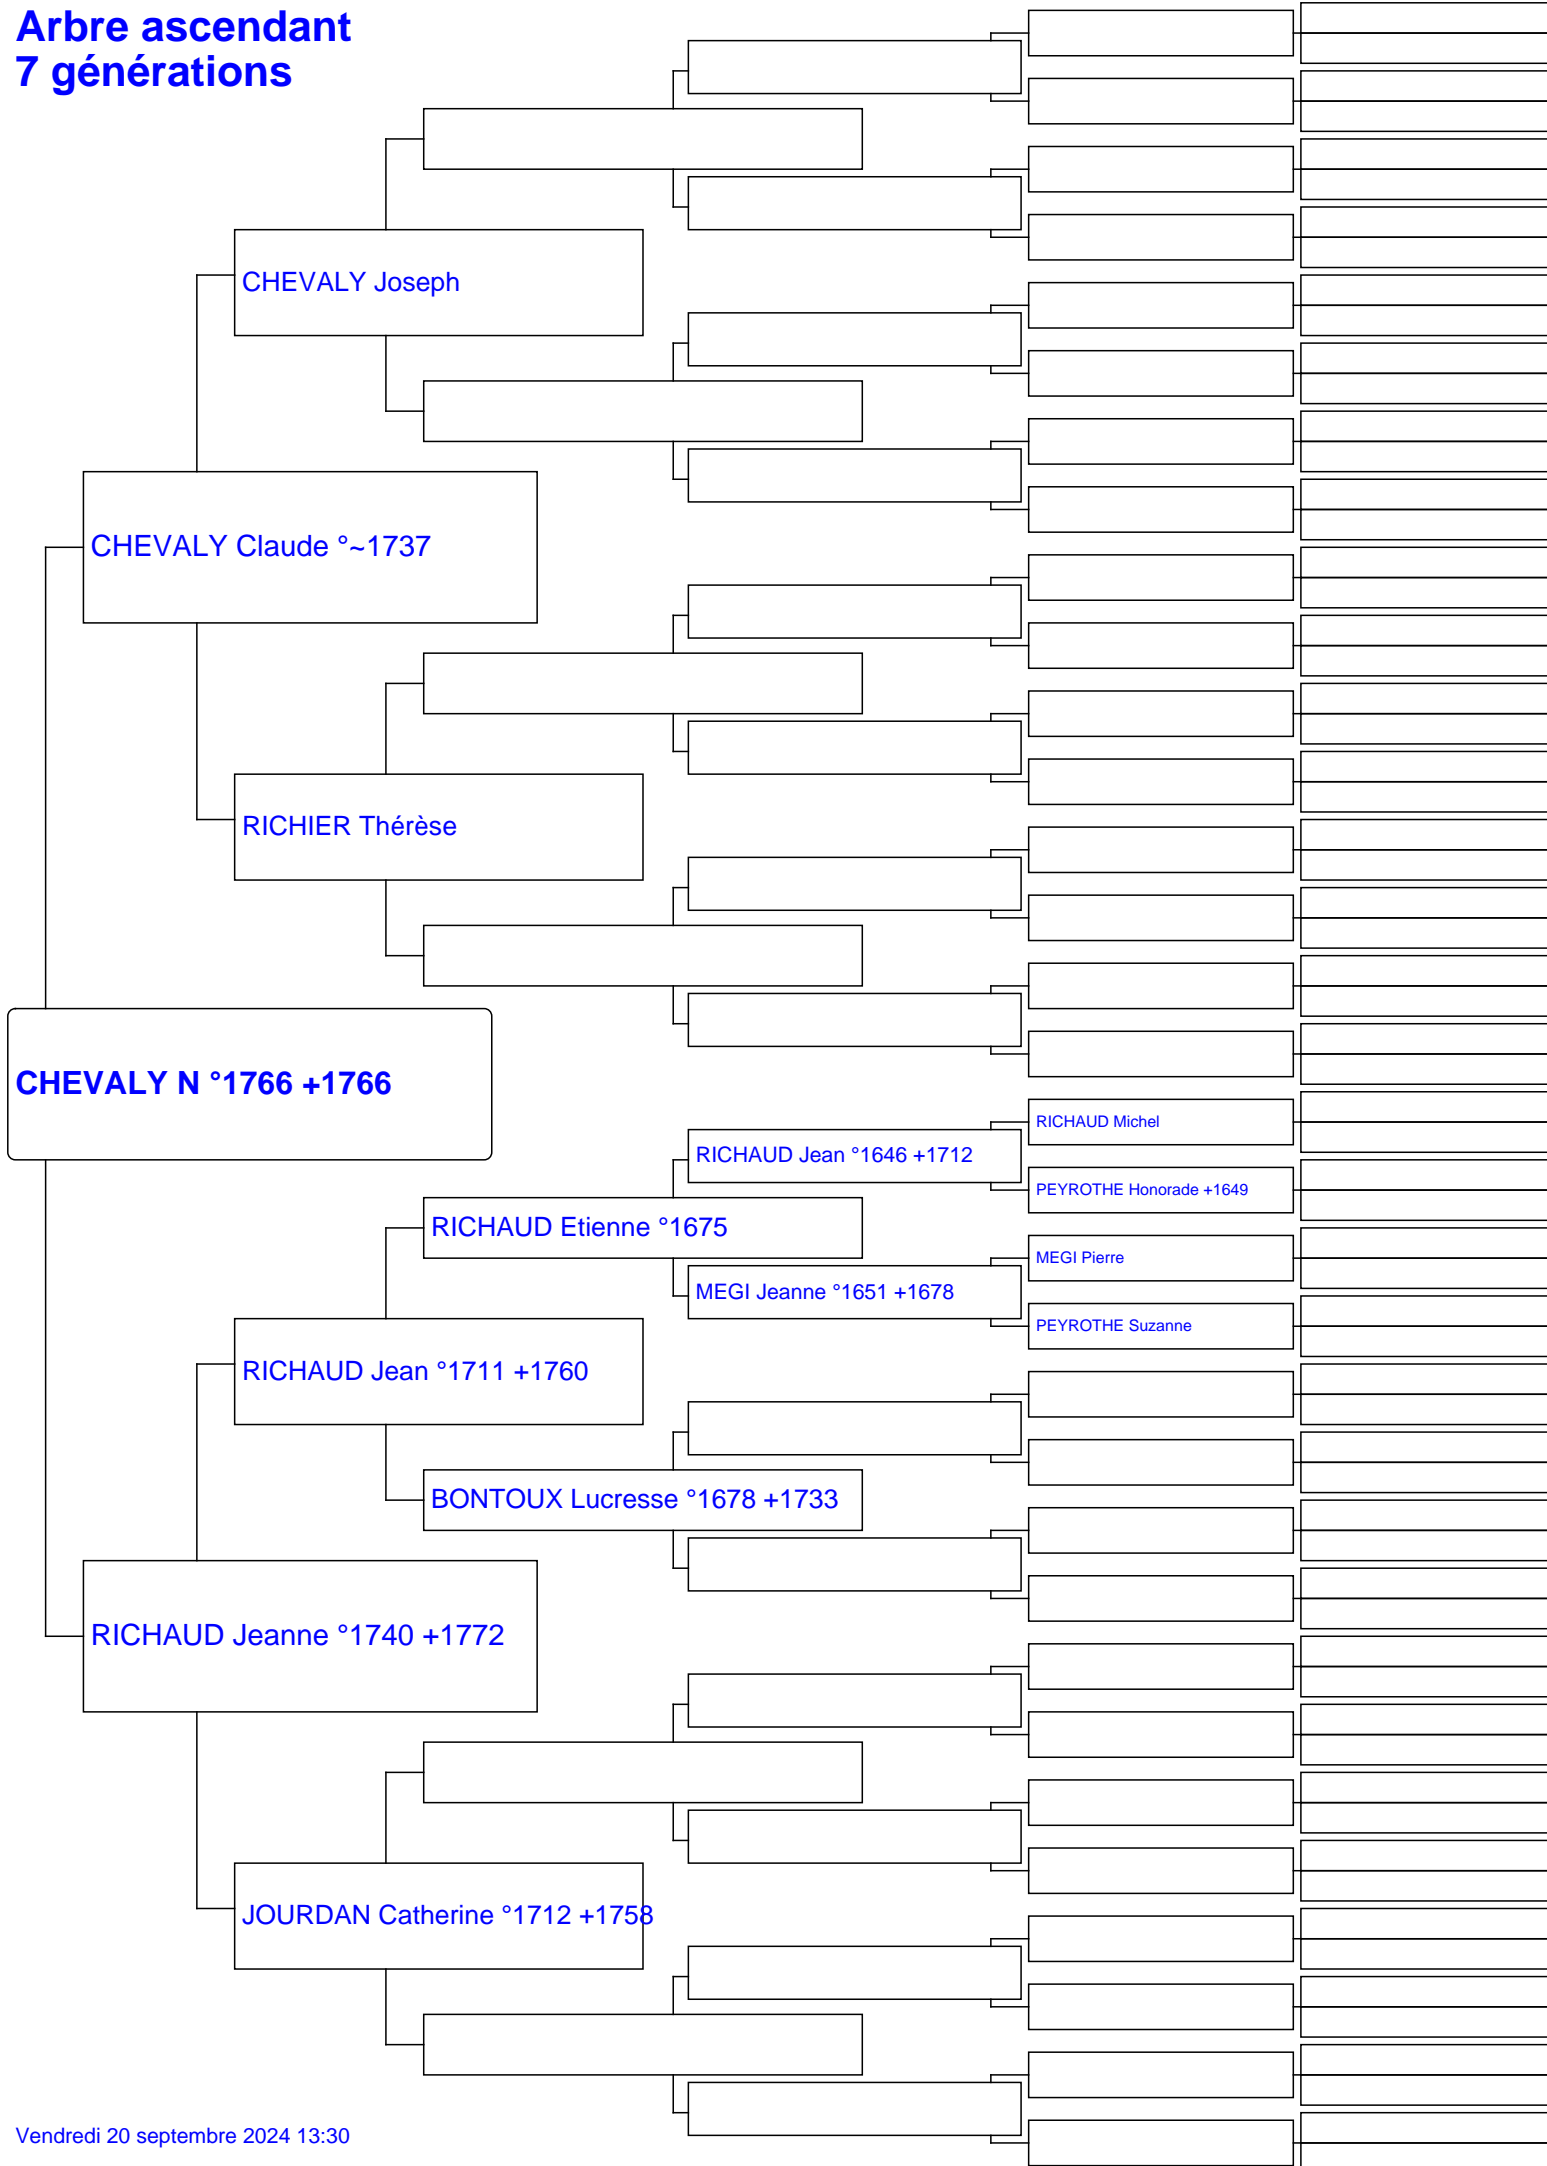 Arbre ascendant
7 générations
CHEVALY Joseph
CHEVALY Claude °~1737
RICHIER Thérèse
CHEVALY N °1766 +1766
RICHAUD Michel
RICHAUD Jean °1646 +1712
PEYROTHE Honorade +1649
RICHAUD Etienne °1675
MEGI Pierre
MEGI Jeanne °1651 +1678
PEYROTHE Suzanne
RICHAUD Jean °1711 +1760
BONTOUX Lucresse °1678 +1733
RICHAUD Jeanne °1740 +1772
JOURDAN Catherine °1712 +1758
Vendredi 20 septembre 2024 13:30